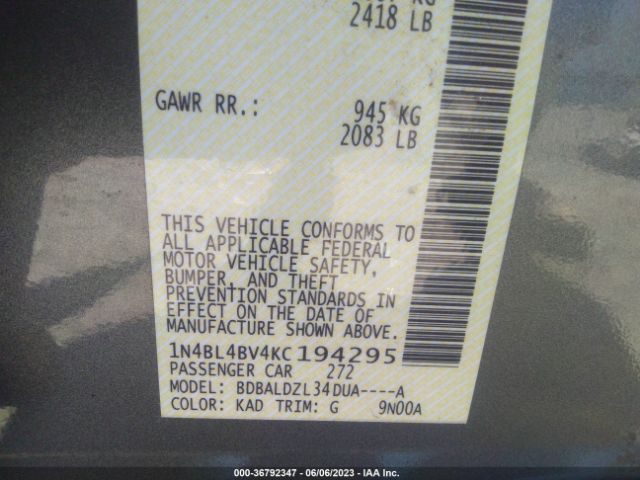 KG
2418 LB
GAWR RR.: 945 KG
2083 LB
THIS VEHICLE CONFORMS TO
ALL APPLICABLE FEDERAL
MOTOR VEHICLE SAFETY,
BUMPER, AND THEFT
PREVENTION STANDARDS IN
EFFECT ON THE DATE OF
MANUFACTURE SHOWN ABOVE.
1N4BL4BV4KC194295
PASSENGER CAR 272
MODEL: BDBALDZL34DUA----A
COLOR: KAD TRIM: G 9N00A
000-36792347 - 06/06/2023 - IAA Inc.